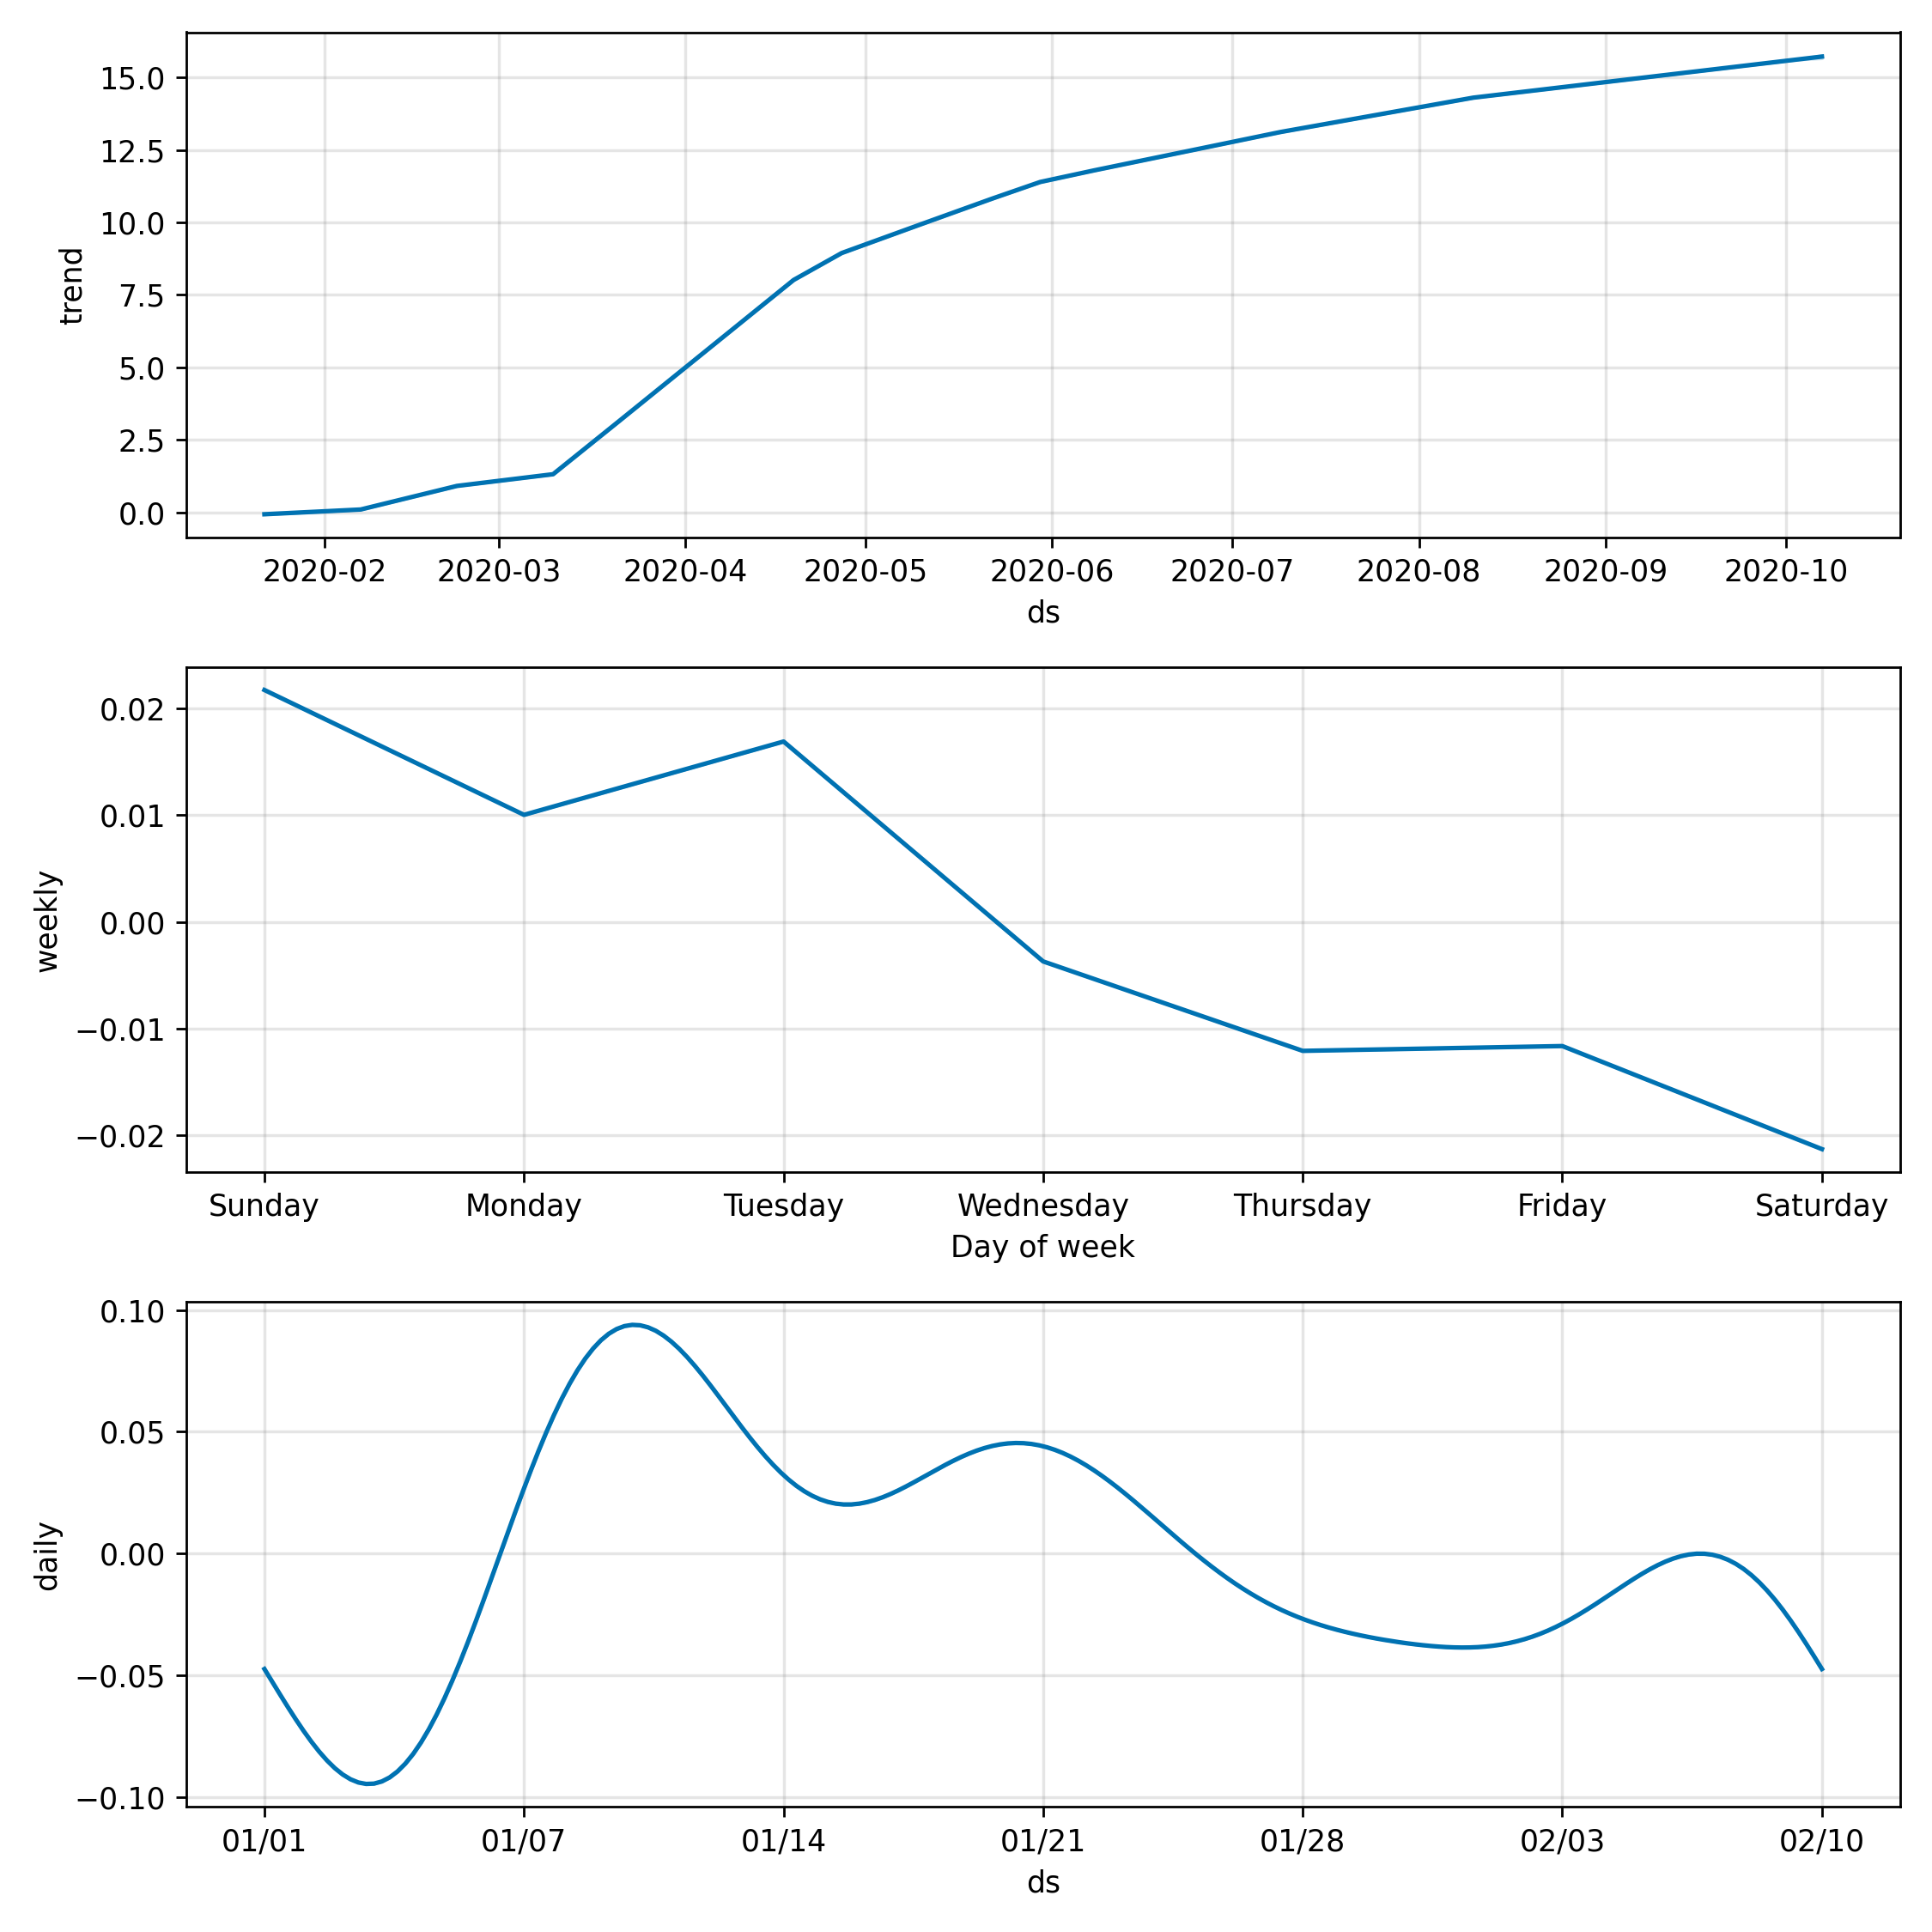 trend
15.0
12.5
10.0
7.5
5.0
2.5
0.0
2020-02 2020-03 2020-04 2020-05 2020-06 2020-07 2020-08 2020-09 2020-10
ds
weekly
0.02
0.01
0.00
−0.01
−0.02
Sunday Monday Tuesday Wednesday Thursday Friday Saturday
Day of week
daily
0.10
0.05
0.00
−0.05
−0.10
01/01 01/07 01/14 01/21 01/28 02/03 02/10
ds